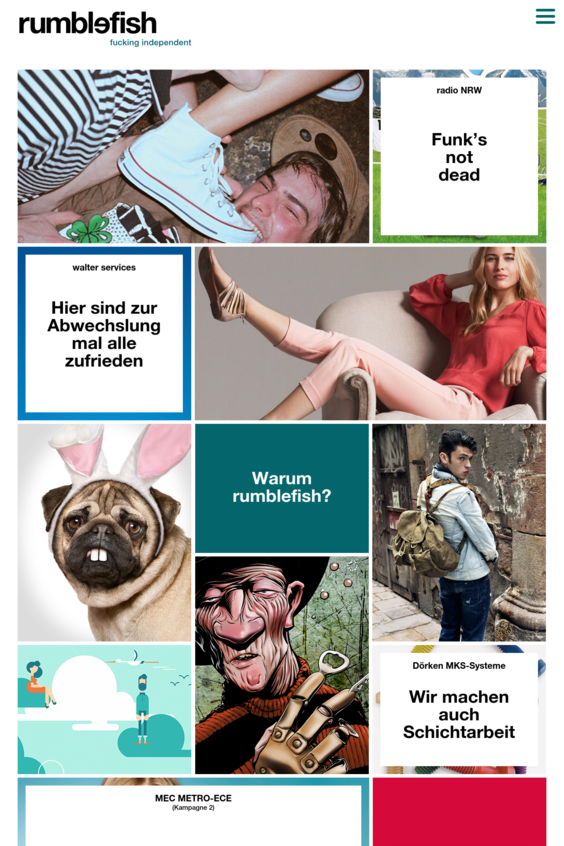 rumblefish
fucking independent
radio NRW
Funk's
not
dead
walter services
Hier sind zur
Abwechslung
mal alle
zufrieden
Warum
rumblefish?
Dörken MKS-Systeme
Wir machen
auch
Schichtarbeit
MEC METRO-ECE
(Kampagne 2)